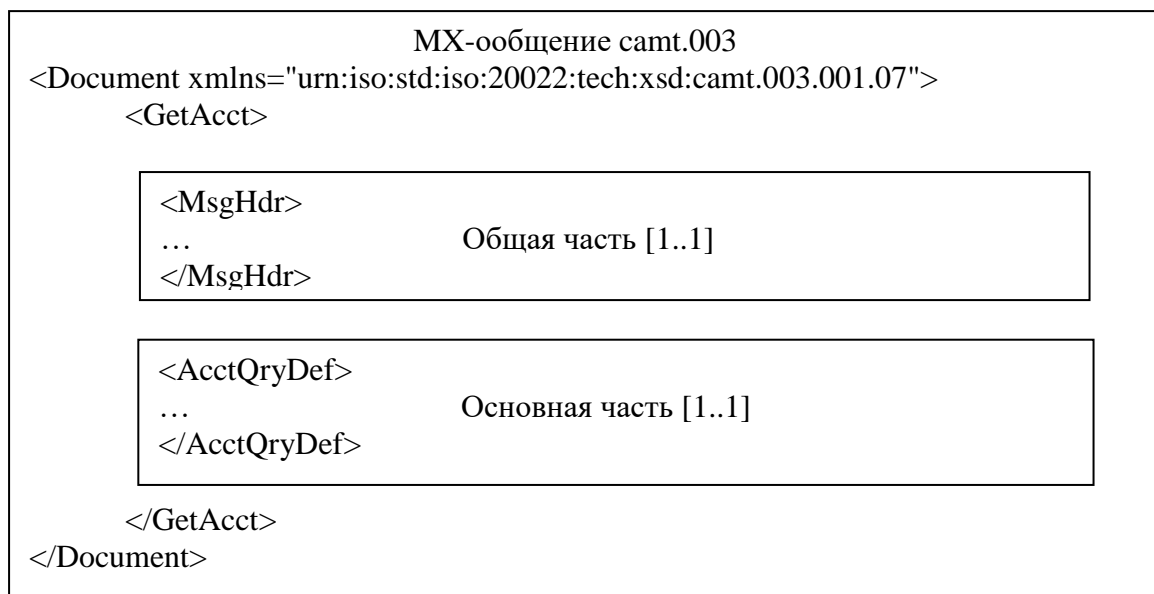 МХ-ообщение camt.003
<Document xmlns="urn:iso:std:iso:20022:tech:xsd:camt.003.001.07">
<GetAcct>
<MsgHdr>
… Общая часть [1..1]
</MsgHdr>
<AcctQryDef>
… Основная часть [1..1]
</AcctQryDef>
</GetAcct>
</Document>